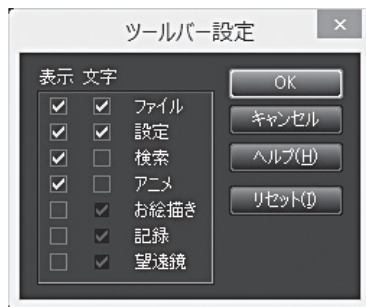 ツールバー設定
表示 文字
ファイル
設定
検索
アニメ
お絵描き
記録
望遠鏡
OK
キャンセル
ヘルプ(H)
リセット(I)